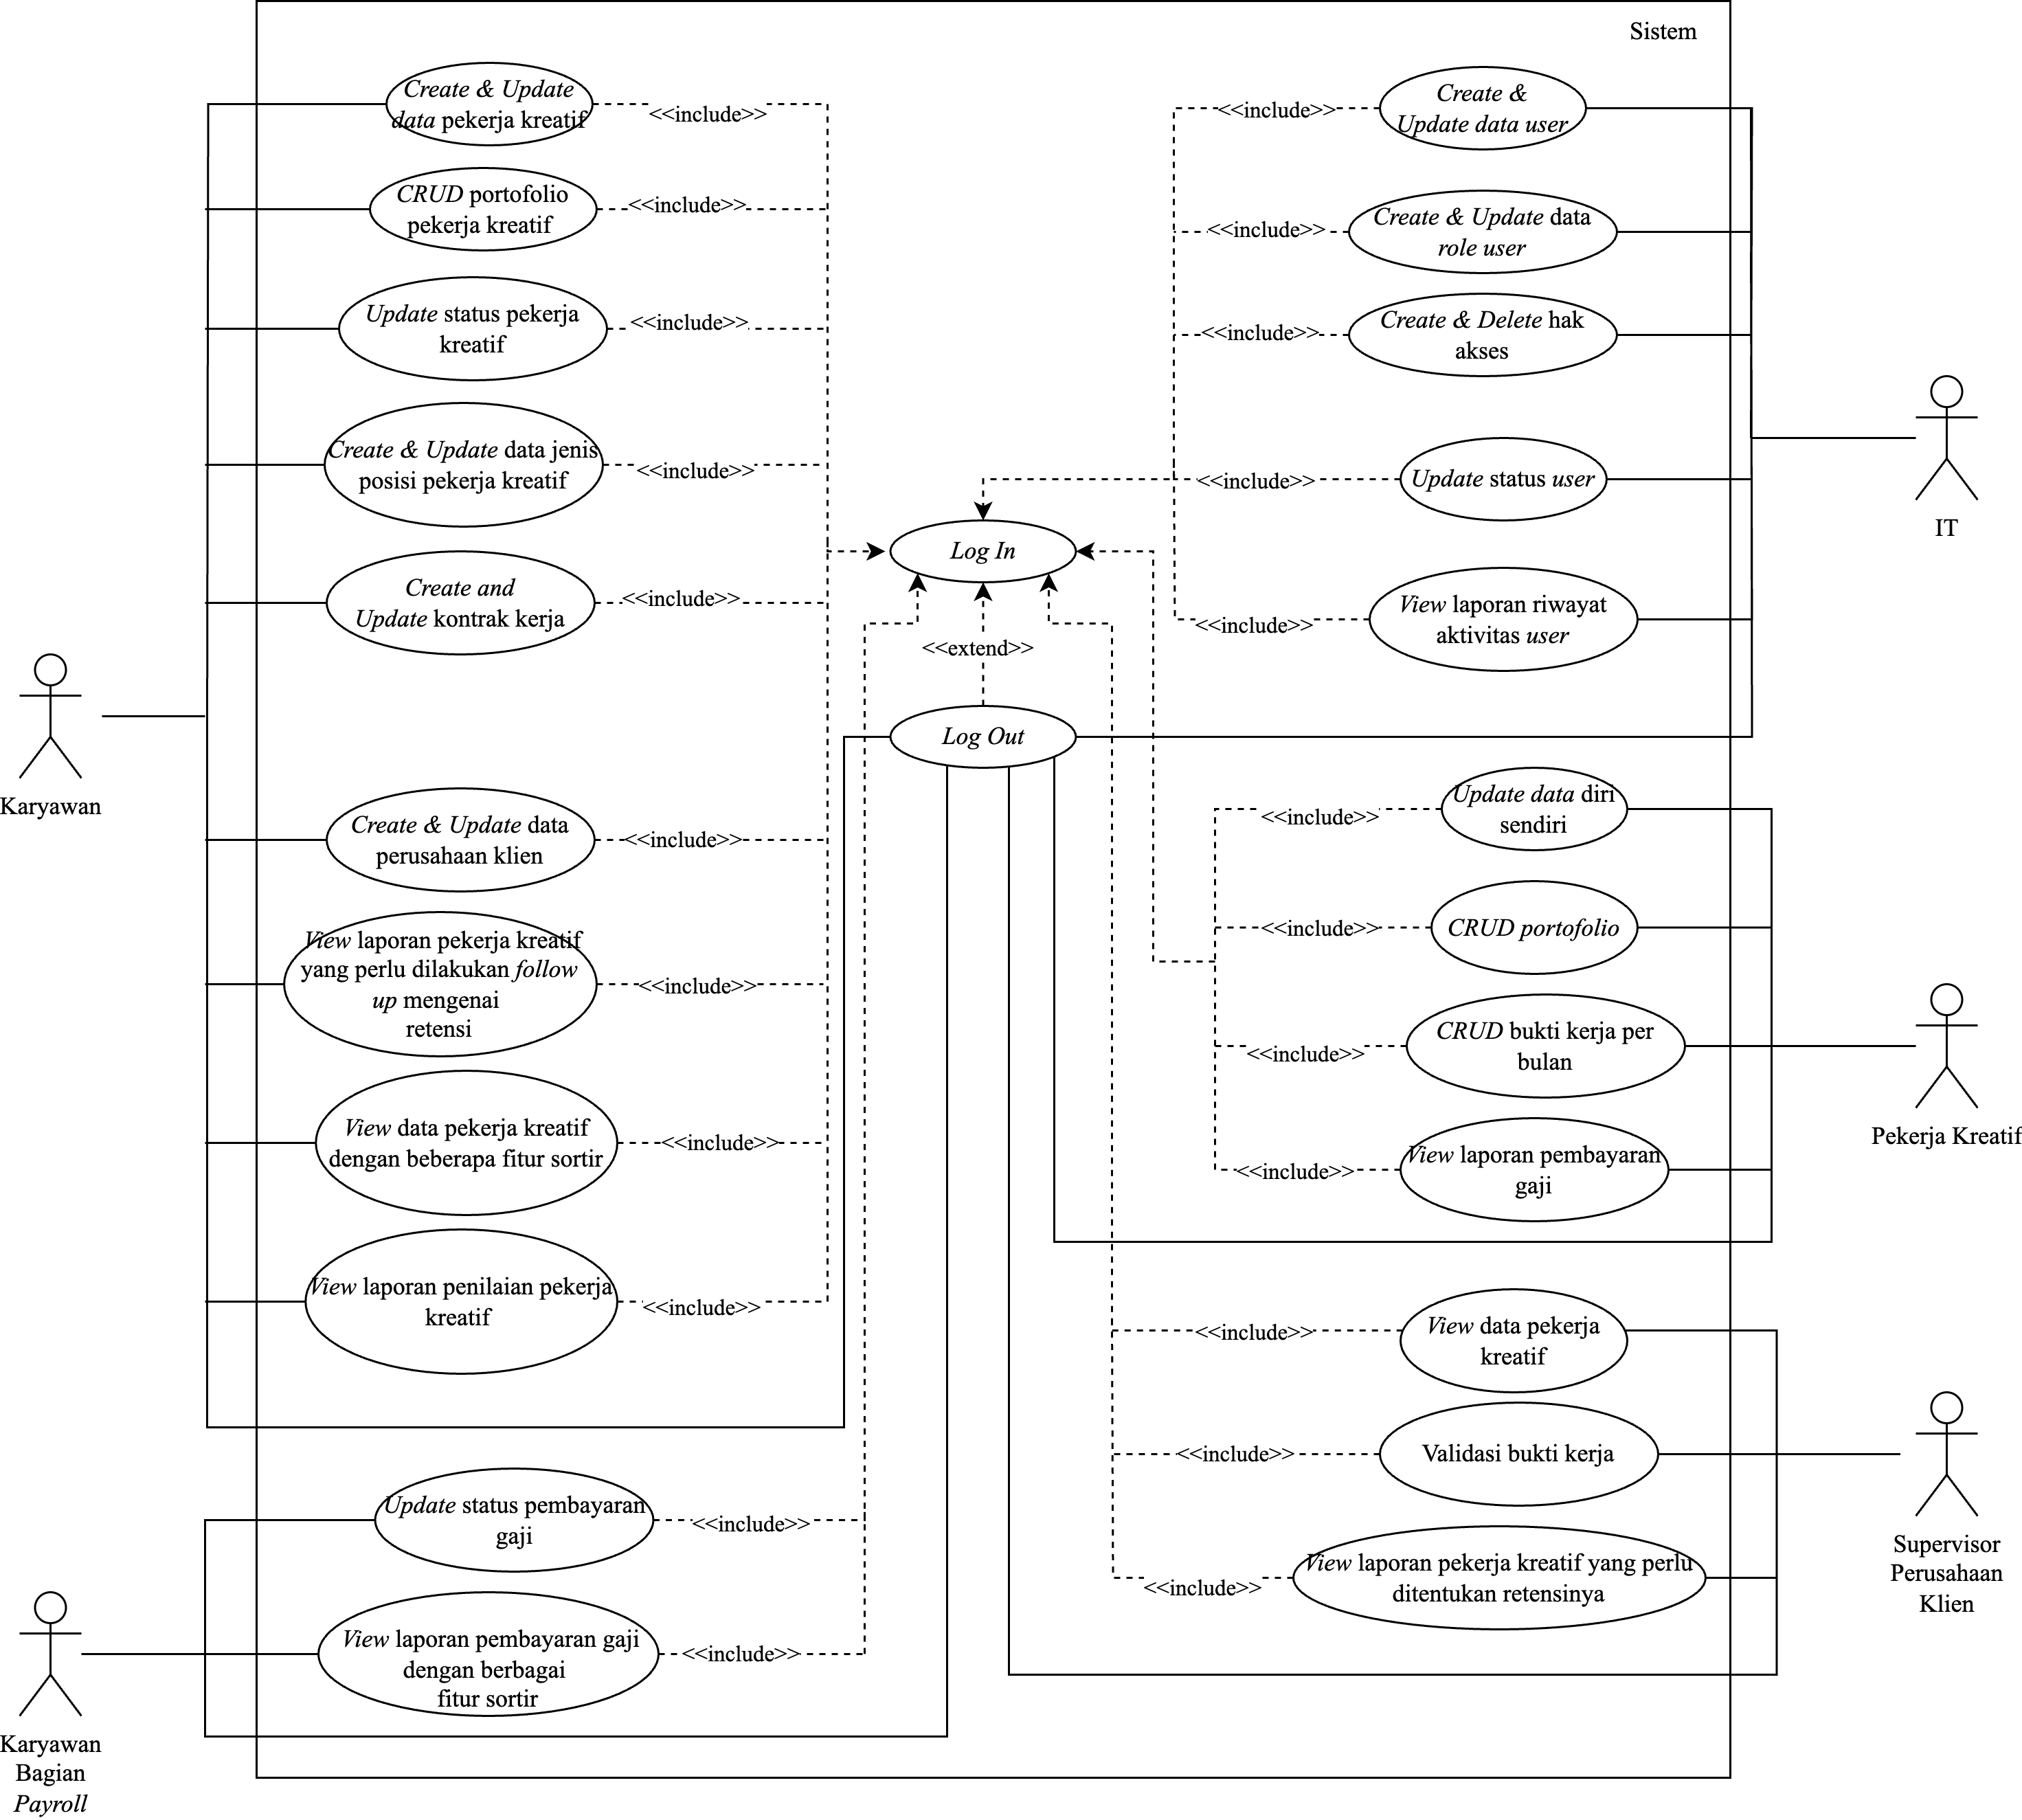 Sistem
Create & Update
data pekerja kreatif
<<include>>
CRUD portofolio
pekerja kreatif
<<include>>
Update status pekerja
kreatif
<<include>>
Create & Update data jenis
posisi pekerja kreatif
<<include>>
Create and
Update kontrak kerja
<<include>>
Karyawan
Create & Update data
perusahaan klien
<<include>>
View laporan pekerja kreatif
yang perlu dilakukan follow
up mengenai
retensi
<<include>>
View data pekerja kreatif
dengan beberapa fitur sortir
<<include>>
View laporan penilaian pekerja
kreatif
<<include>>
Update status pembayaran
gaji
<<include>>
View laporan pembayaran gaji
dengan berbagai
fitur sortir
<<include>>
Karyawan
Bagian
Payroll
Log In
<<extend>>
Log Out
<<include>>
Create &
Update data user
<<include>>
Create & Update data
role user
<<include>>
Create & Delete hak
akses
<<include>>
Update status user
<<include>>
View laporan riwayat
aktivitas user
IT
<<include>>
Update data diri
sendiri
<<include>>
CRUD portofolio
<<include>>
CRUD bukti kerja per
bulan
<<include>>
View laporan pembayaran
gaji
Pekerja Kreatif
<<include>>
View data pekerja
kreatif
<<include>>
Validasi bukti kerja
<<include>>
View laporan pekerja kreatif yang perlu
ditentukan retensinya
Supervisor
Perusahaan
Klien